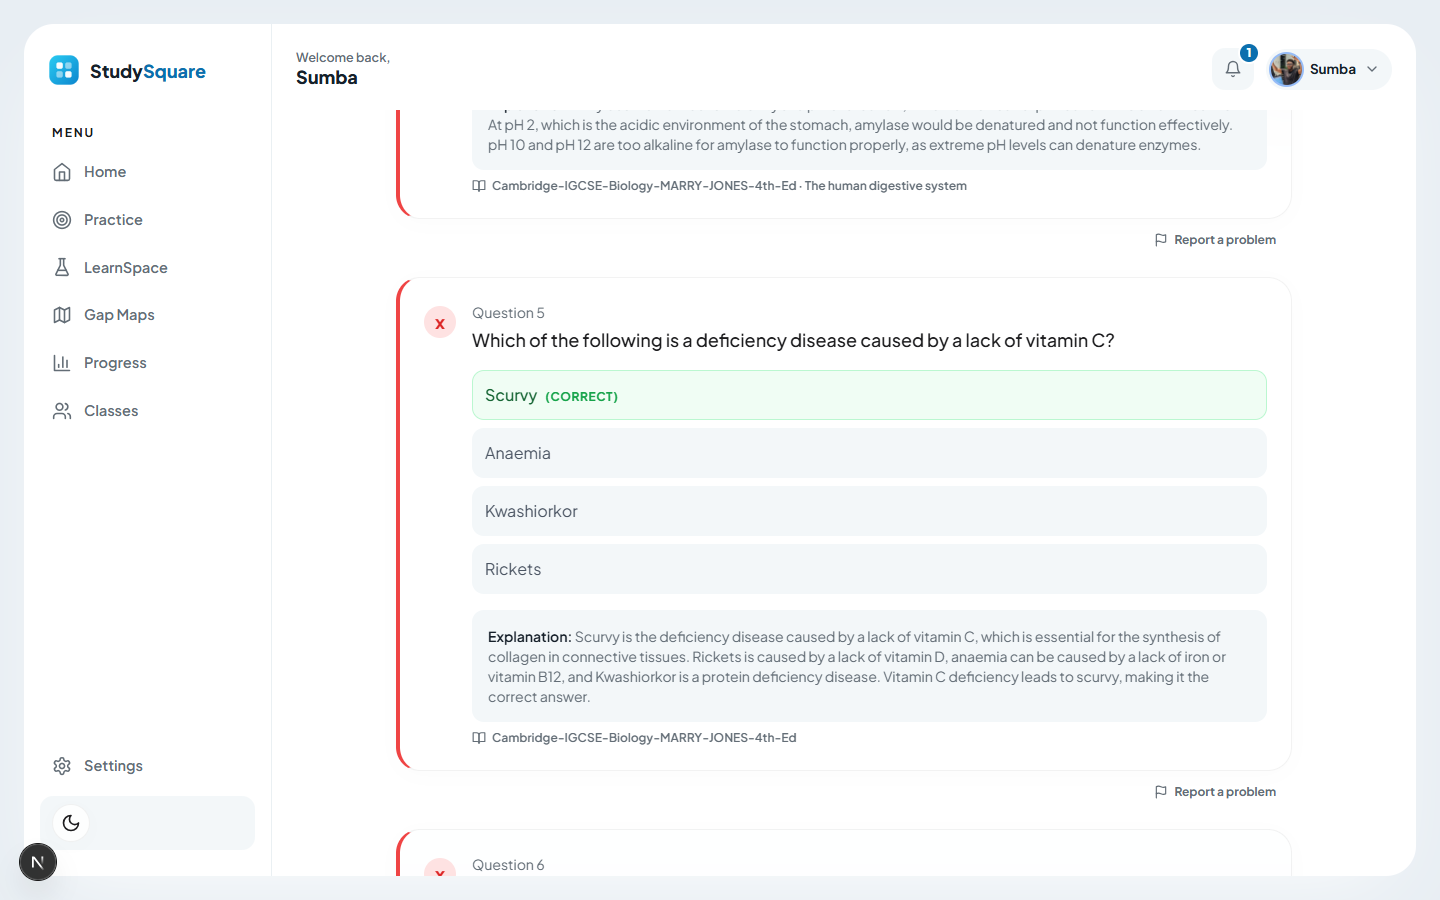 StudySquare
MENU
Home
Practice
LearnSpace
Gap Maps
Progress
Classes
Settings
N
Welcome back,
Sumba
1
Sumba
At pH 2, which is the acidic environment of the stomach, amylase would be denatured and not function effectively.
pH 10 and pH 12 are too alkaline for amylase to function properly, as extreme pH levels can denature enzymes.
Cambridge-IGCSE-Biology-MARRY-JONES-4th-Ed · The human digestive system
Report a problem
x
Question 5
Which of the following is a deficiency disease caused by a lack of vitamin C?
Scurvy (CORRECT)
Anaemia
Kwashiorkor
Rickets
Explanation: Scurvy is the deficiency disease caused by a lack of vitamin C, which is essential for the synthesis of
collagen in connective tissues. Rickets is caused by a lack of vitamin D, anaemia can be caused by a lack of iron or
vitamin B12, and Kwashiorkor is a protein deficiency disease. Vitamin C deficiency leads to scurvy, making it the
correct answer.
Cambridge-IGCSE-Biology-MARRY-JONES-4th-Ed
Report a problem
x
Question 6